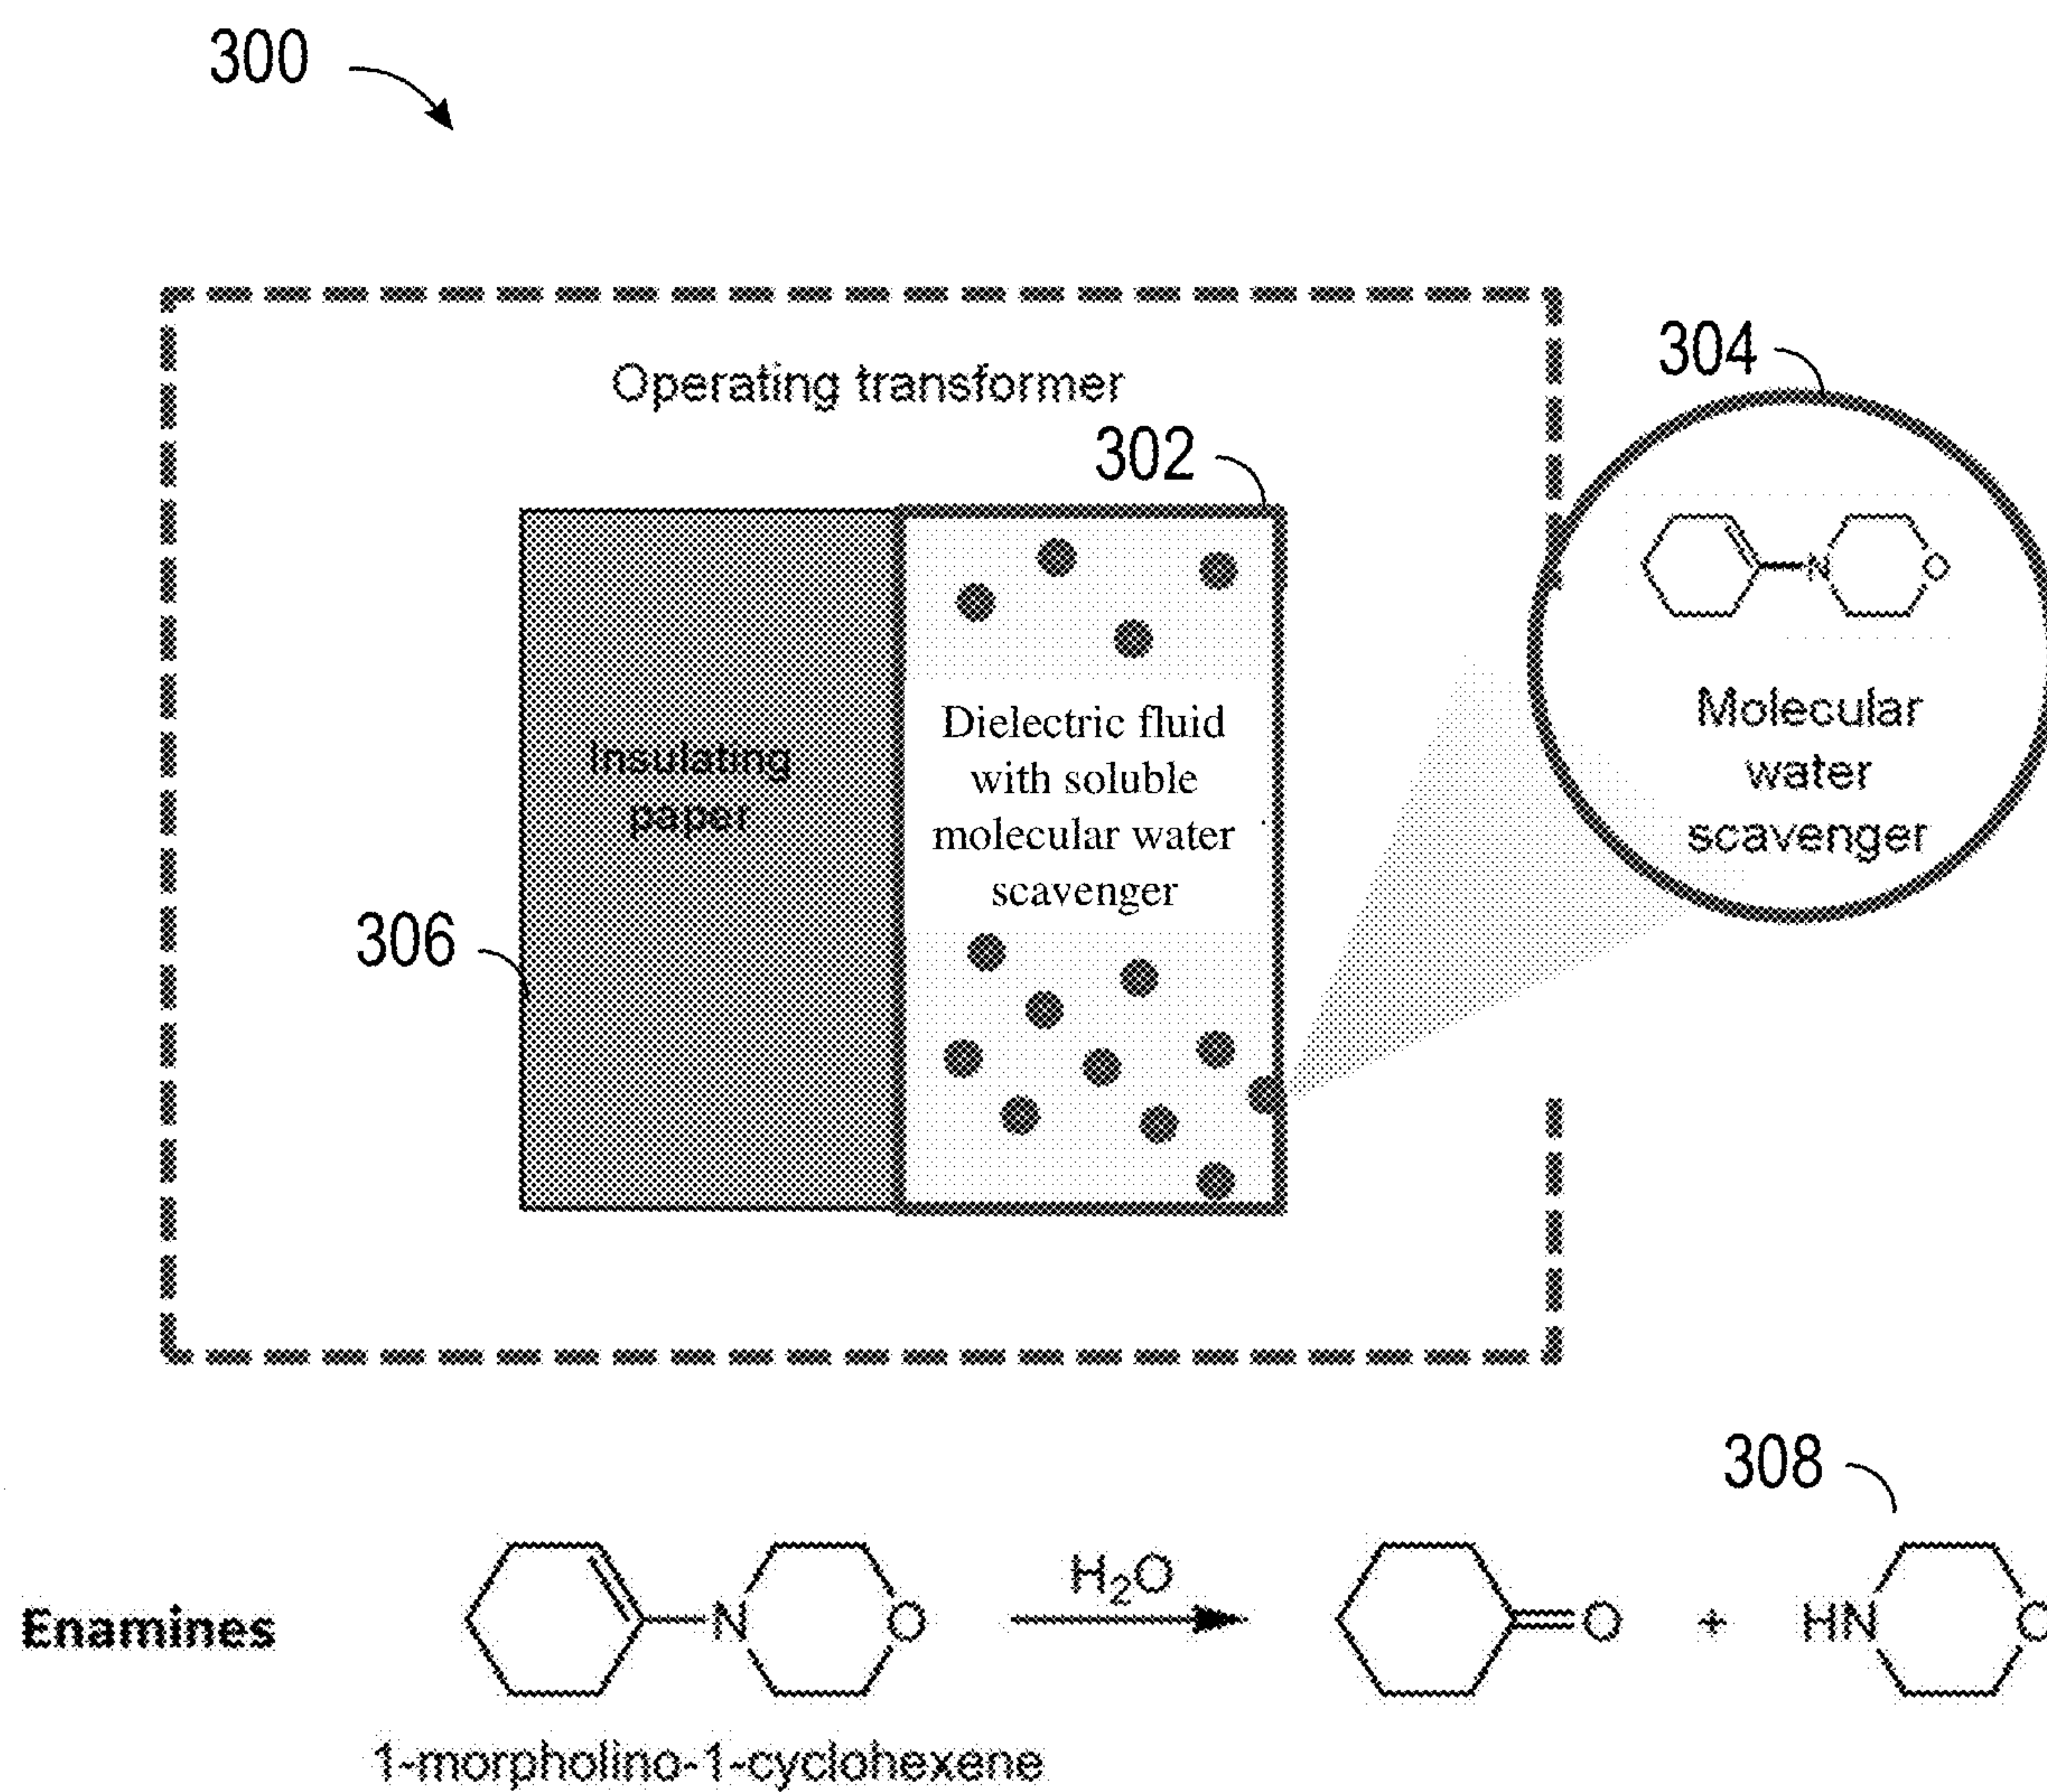 300
Operating transformer
304
302
Molecular
water
scavenger
N
O
Insulating
paper
Dielectric fluid
with soluble
molecular water
scavenger
306
308
Enamines
N
O
H₂O
O
+
HN
O
1-morpholino-1-cyclohexene